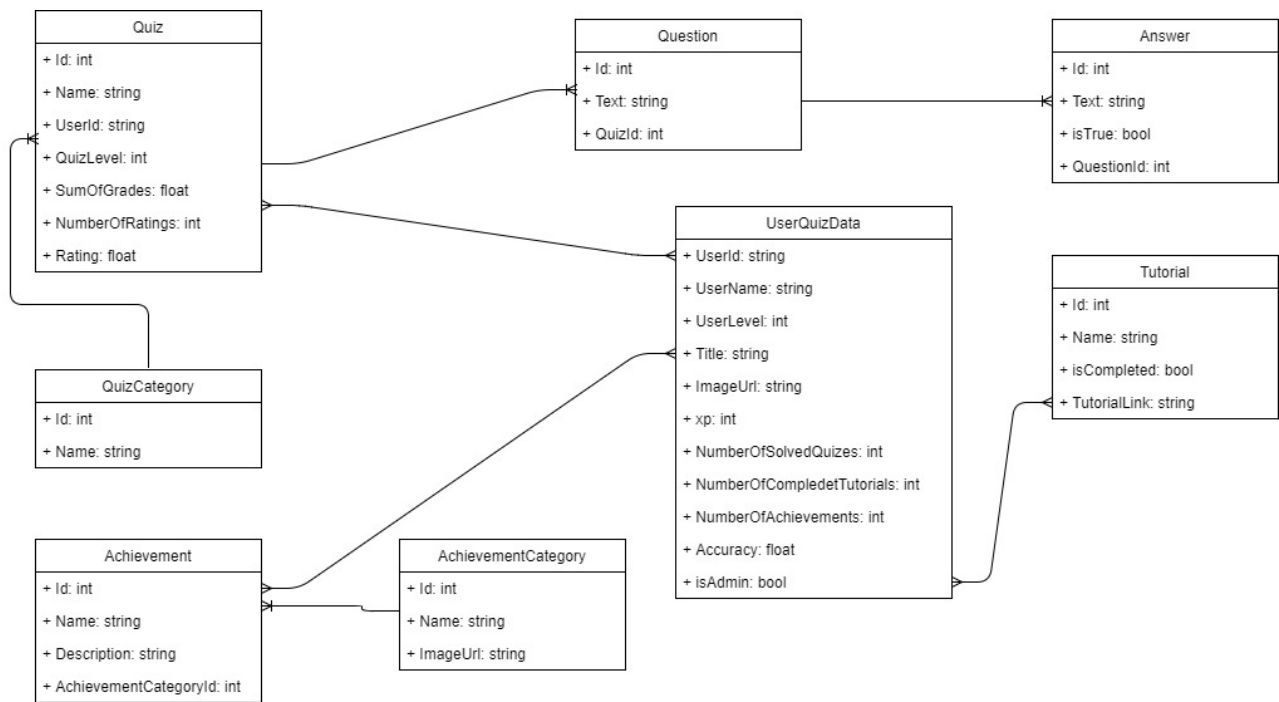 Quiz
+ Id: int
+ Name: string
+ UserId: string
+ QuizLevel: int
+ SumOfGrades: float
+ NumberOfRatings: int
+ Rating: float
Question
+ Id: int
+ Text: string
+ QuizId: int
Answer
+ Id: int
+ Text: string
+ isTrue: bool
+ QuestionId: int
UserQuizData
+ UserId: string
+ UserName: string
+ UserLevel: int
+ Title: string
+ ImageUrl: string
+ xp: int
+ NumberOfSolvedQuizes: int
+ NumberOfCompledetTutorials: int
+ NumberOfAchievements: int
+ Accuracy: float
+ isAdmin: bool
Tutorial
+ Id: int
+ Name: string
+ isCompleted: bool
+ TutorialLink: string
QuizCategory
+ Id: int
+ Name: string
Achievement
+ Id: int
+ Name: string
+ Description: string
+ AchievementCategoryId: int
AchievementCategory
+ Id: int
+ Name: string
+ ImageUrl: string